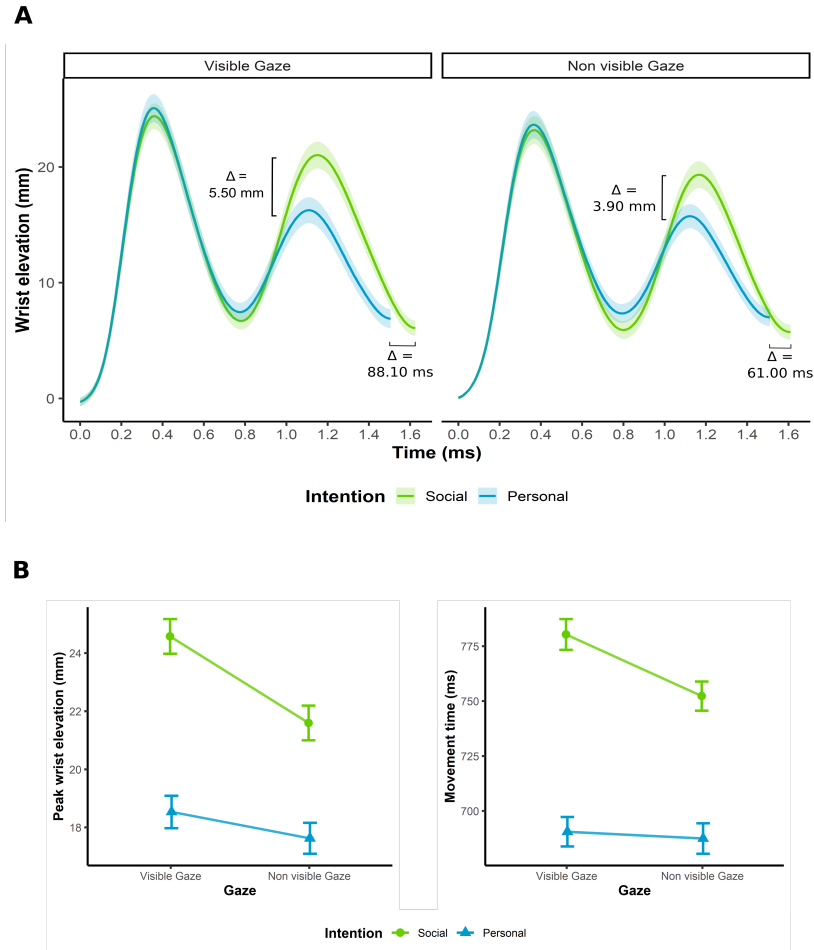 A
Visible Gaze
Non visible Gaze
Wrist elevation (mm)
20
10
0
Δ =
5.50 mm
Δ =
3.90 mm
Δ =
88.10 ms
Δ =
61.00 ms
0.0 0.2 0.4 0.6 0.8 1.0 1.2 1.4 1.6
0.0 0.2 0.4 0.6 0.8 1.0 1.2 1.4 1.6
Time (ms)
Intention Social Personal
B
Peak wrist elevation (mm)
24
22
20
18
Visible Gaze Non visible Gaze
Gaze
Movement time (ms)
775
750
725
700
Visible Gaze Non visible Gaze
Gaze
Intention Social Personal